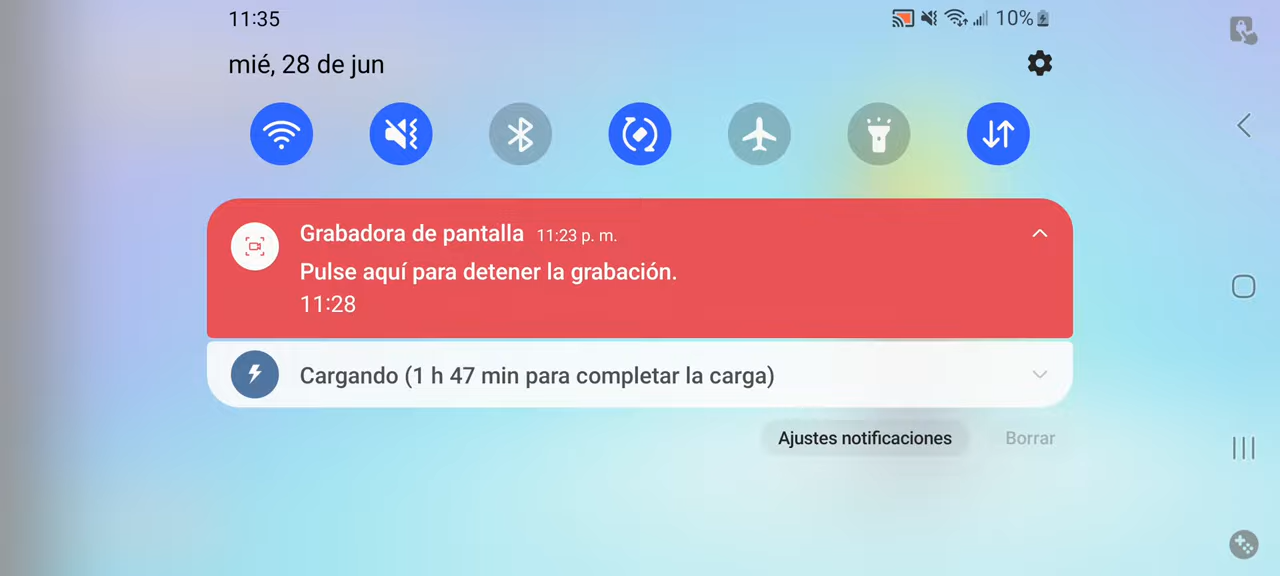 11:35
10%
mié, 28 de jun
Grabadora de pantalla 11:23 p. m.
Pulse aquí para detener la grabación.
11:28
Cargando (1 h 47 min para completar la carga)
Ajustes notificaciones
Borrar